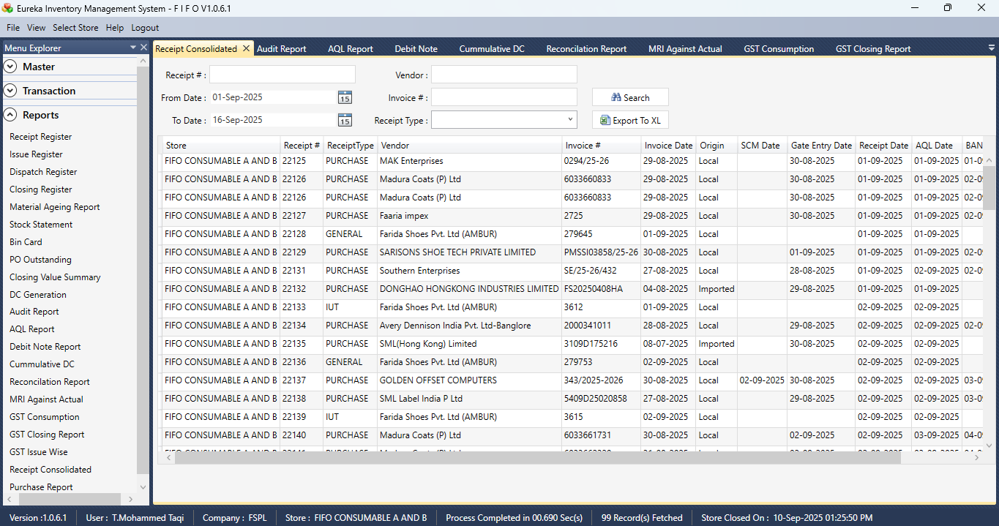 Eureka Inventory Management System - F I F O V1.0.6.1
File View Select Store Help Logout
Menu Explorer
Master
Transaction
Reports
Receipt Register
Issue Register
Dispatch Register
Closing Register
Material Ageing Report
Stock Statement
Bin Card
PO Outstanding
Closing Value Summary
DC Generation
Audit Report
AQL Report
Debit Note Report
Cummulative DC
Reconcilation Report
MRI Against Actual
GST Consumption
GST Closing Report
GST Issue Wise
Receipt Consolidated
Purchase Report
Receipt Consolidated Audit Report AQL Report Debit Note Cummulative DC Reconcilation Report MRI Against Actual GST Consumption GST Closing Report
Receipt # : Vendor :
From Date : 01-Sep-2025 15 Invoice # : Search
To Date : 16-Sep-2025 15 Receipt Type : Export To XL
Store Receipt # ReceiptType Vendor Invoice # Invoice Date Origin SCM Date Gate Entry Date Receipt Date AQL Date BAN
FIFO CONSUMABLE A AND B 22125 PURCHASE MAK Enterprises 0294/25-26 29-08-2025 Local 30-08-2025 01-09-2025 01-09-2025 01-0
FIFO CONSUMABLE A AND B 22126 PURCHASE Madura Coats (P) Ltd 6033660833 29-08-2025 Local 30-08-2025 01-09-2025 01-09-2025 02-0
FIFO CONSUMABLE A AND B 22126 PURCHASE Madura Coats (P) Ltd 6033660833 29-08-2025 Local 30-08-2025 01-09-2025 01-09-2025 02-0
FIFO CONSUMABLE A AND B 22127 PURCHASE Faaria impex 2725 29-08-2025 Local 30-08-2025 01-09-2025 01-09-2025 02-0
FIFO CONSUMABLE A AND B 22128 GENERAL Farida Shoes Pvt. Ltd (AMBUR) 279645 01-09-2025 Local 01-09-2025 01-09-2025
FIFO CONSUMABLE A AND B 22129 PURCHASE SARISONS SHOE TECH PRIVATE LIMITED PMSSI03858/25-26 30-08-2025 Local 01-09-2025 01-09-2025 01-09-2025 02-0
FIFO CONSUMABLE A AND B 22131 PURCHASE Southern Enterprises SE/25-26/432 27-08-2025 Local 28-08-2025 01-09-2025 02-09-2025 02-0
FIFO CONSUMABLE A AND B 22132 PURCHASE DONGHAO HONGKONG INDUSTRIES LIMITED FS20250408HA 04-08-2025 Imported 29-08-2025 01-09-2025 01-09-2025
FIFO CONSUMABLE A AND B 22133 IUT Farida Shoes Pvt. Ltd (AMBUR) 3612 01-09-2025 Local 02-09-2025 02-09-2025
FIFO CONSUMABLE A AND B 22134 PURCHASE Avery Dennison India Pvt. Ltd-Banglore 2000341011 28-08-2025 Local 29-08-2025 02-09-2025 02-09-2025 02-0
FIFO CONSUMABLE A AND B 22135 PURCHASE SML(Hong Kong) Limited 3109D175216 08-07-2025 Imported 30-08-2025 02-09-2025 02-09-2025
FIFO CONSUMABLE A AND B 22136 GENERAL Farida Shoes Pvt. Ltd (AMBUR) 279753 02-09-2025 Local 02-09-2025 02-09-2025
FIFO CONSUMABLE A AND B 22137 PURCHASE GOLDEN OFFSET COMPUTERS 343/2025-2026 30-08-2025 Local 02-09-2025 30-08-2025 02-09-2025 02-09-2025 03-0
FIFO CONSUMABLE A AND B 22138 PURCHASE SML Label India P Ltd 5409D25020858 27-08-2025 Local 29-08-2025 02-09-2025 02-09-2025 03-0
FIFO CONSUMABLE A AND B 22139 IUT Farida Shoes Pvt. Ltd (AMBUR) 3615 02-09-2025 Local 02-09-2025 02-09-2025
FIFO CONSUMABLE A AND B 22140 PURCHASE Madura Coats (P) Ltd 6033661731 30-08-2025 Local 02-09-2025 02-09-2025 03-09-2025 04-0
Version :1.0.6.1 User : T.Mohammed Taqi Company : FSPL Store : FIFO CONSUMABLE A AND B Process Completed in 00.690 Sec(s) 99 Record(s) Fetched Store Closed On : 10-Sep-2025 01:25:50 PM